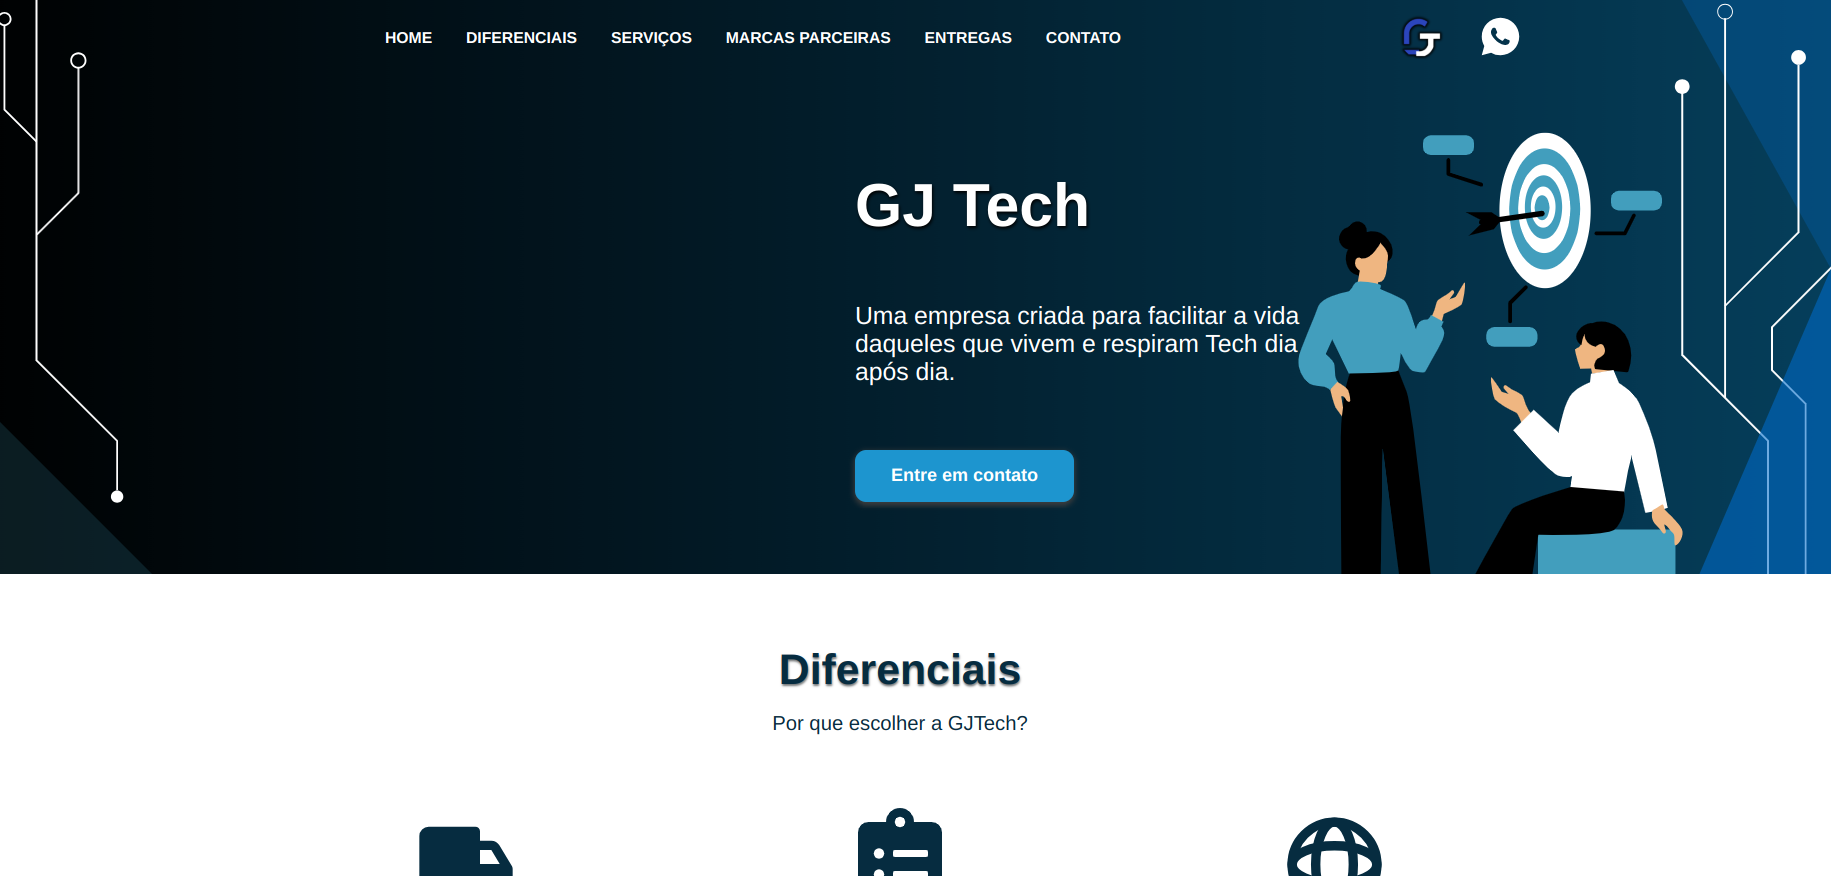 HOME DIFERENCIAIS SERVIÇOS MARCAS PARCEIRAS ENTREGAS CONTATO
GJ Tech
Uma empresa criada para facilitar a vida
daqueles que vivem e respiram Tech dia
após dia.
Entre em contato
Diferenciais
Por que escolher a GJTech?